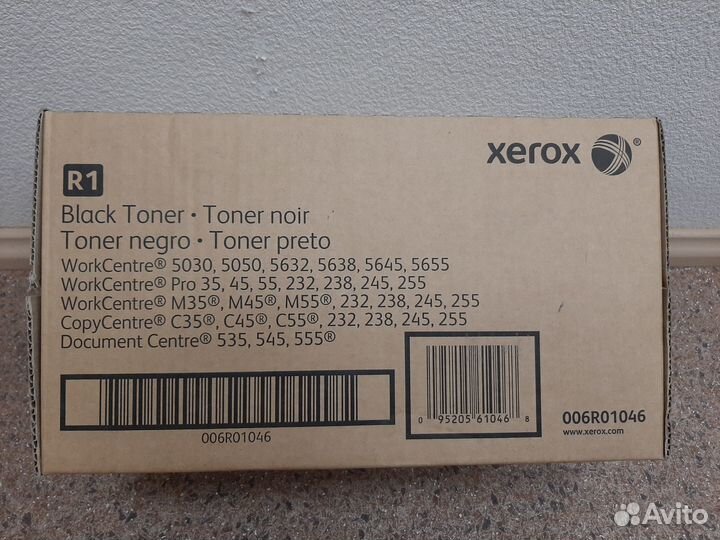 xerox®
R1
Black Toner • Toner noir
Toner negro • Toner preto
WorkCentre® 5030, 5050, 5632, 5638, 5645, 5655
WorkCentre® Pro 35, 45, 55, 232, 238, 245, 255
WorkCentre® M35®, M45®, M55®, 232, 238, 245, 255
CopyCentre® C35®, C45®, C55®, 232, 238, 245, 255
Document Centre® 535, 545, 555®
006R01046
0 95205 61046 8
006R01046
www.xerox.com
Avito